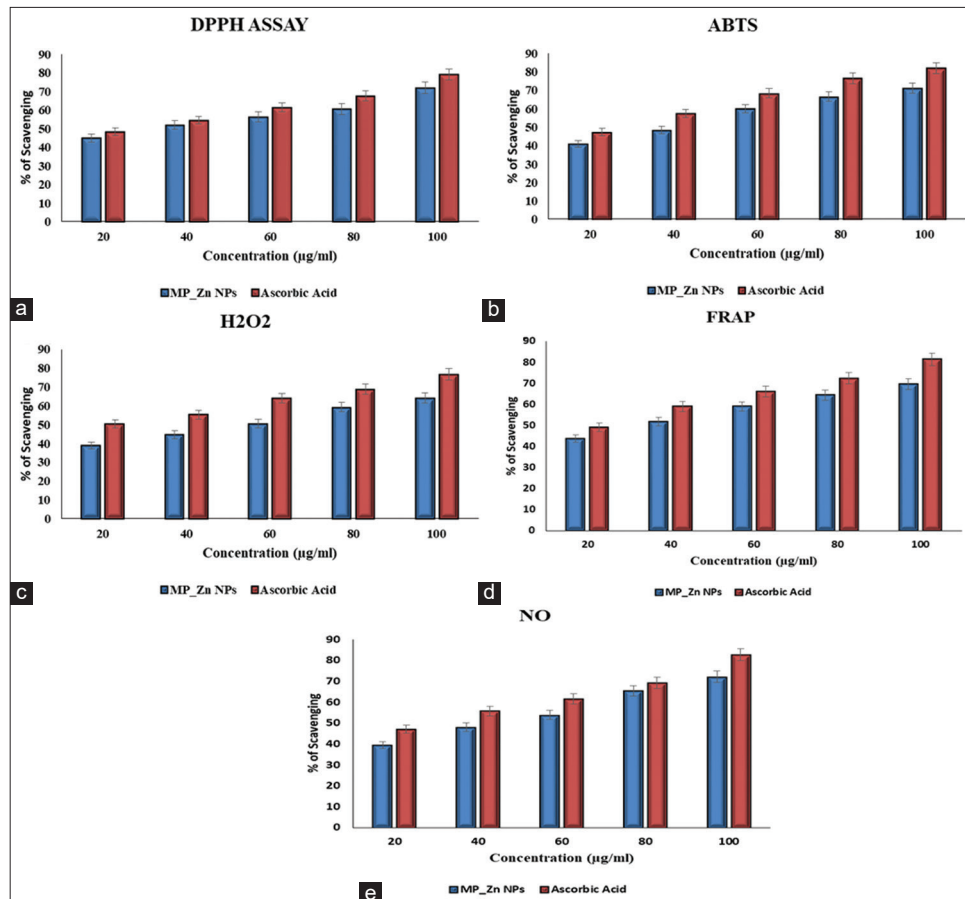 DPPH ASSAY
% of Scavenging
90
80
70
60
50
40
30
20
10
0
20 40 60 80 100
Concentration (µg/ml)
MP_Zn NPs Ascorbic Acid
a
ABTS
% of Scavenging
90
80
70
60
50
40
30
20
10
0
20 40 60 80 100
Concentration (µg/ml)
MP_Zn NPs Ascorbic Acid
b
H2O2
% of Scavenging
90
80
70
60
50
40
30
20
10
0
20 40 60 80 100
Concentration (µg/ml)
MP_Zn NPs Ascorbic Acid
c
FRAP
% of Scavenging
90
80
70
60
50
40
30
20
10
0
20 40 60 80 100
Concentration (µg/ml)
MP_Zn NPs Ascorbic Acid
d
NO
% of Scavenging
90
80
70
60
50
40
30
20
10
0
20 40 60 80 100
Concentration (µg/ml)
MP_Zn NPs Ascorbic Acid
e